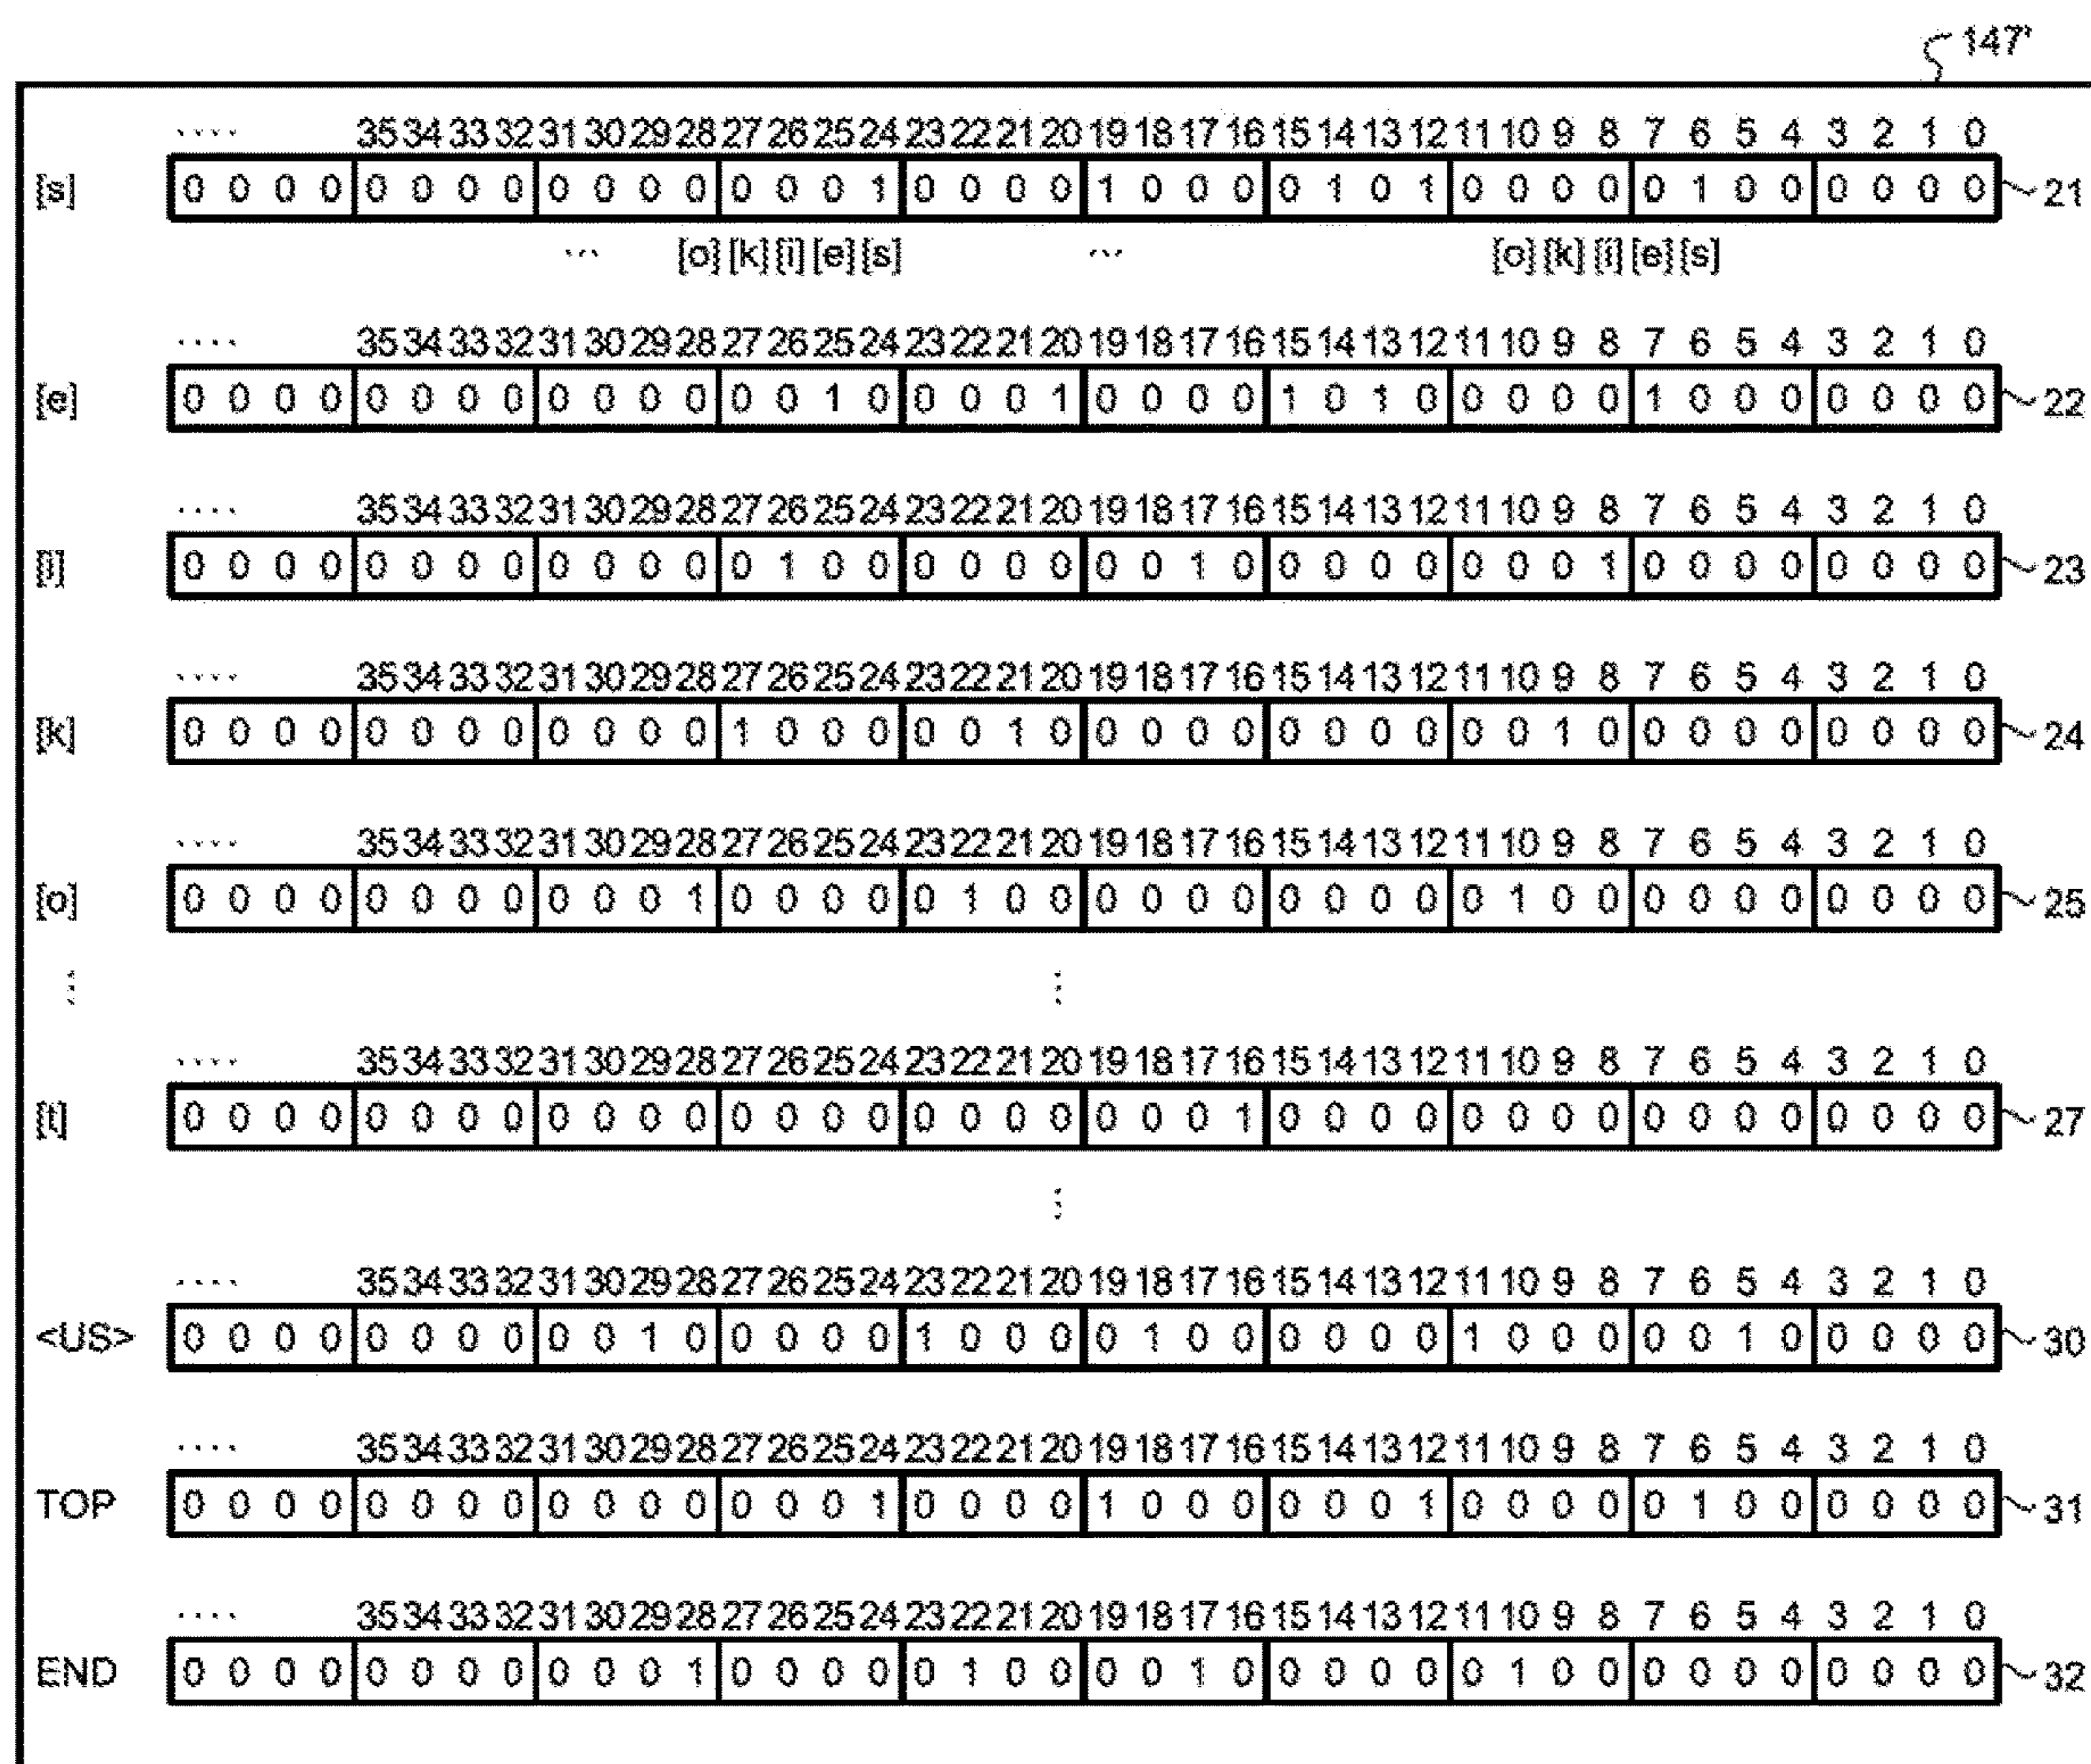 147'
.... 35 34 33 32 31 30 29 28 27 26 25 24 23 22 21 20 19 18 17 16 15 14 13 12 11 10 9 8 7 6 5 4 3 2 1 0
[s] 0 0 0 0 0 0 0 0 0 0 0 0 0 0 0 1 0 0 0 0 1 0 0 0 0 1 0 1 0 0 0 0 0 1 0 0 0 0 0 0 21
... [o] [k] [i] [e] [s] ... [o] [k] [i] [e] [s]
.... 35 34 33 32 31 30 29 28 27 26 25 24 23 22 21 20 19 18 17 16 15 14 13 12 11 10 9 8 7 6 5 4 3 2 1 0
[e] 0 0 0 0 0 0 0 0 0 0 0 0 0 0 1 0 0 0 0 1 0 0 0 0 1 0 1 0 0 0 0 0 1 0 0 0 0 0 0 0 22
.... 35 34 33 32 31 30 29 28 27 26 25 24 23 22 21 20 19 18 17 16 15 14 13 12 11 10 9 8 7 6 5 4 3 2 1 0
[i] 0 0 0 0 0 0 0 0 0 0 0 0 0 1 0 0 0 0 0 0 0 0 1 0 0 0 0 0 0 0 0 1 0 0 0 0 0 0 0 0 23
.... 35 34 33 32 31 30 29 28 27 26 25 24 23 22 21 20 19 18 17 16 15 14 13 12 11 10 9 8 7 6 5 4 3 2 1 0
[k] 0 0 0 0 0 0 0 0 0 0 0 0 1 0 0 0 0 0 1 0 0 0 0 0 0 0 0 0 0 0 1 0 0 0 0 0 0 0 0 0 24
.... 35 34 33 32 31 30 29 28 27 26 25 24 23 22 21 20 19 18 17 16 15 14 13 12 11 10 9 8 7 6 5 4 3 2 1 0
[o] 0 0 0 0 0 0 0 0 0 0 0 1 0 0 0 0 0 1 0 0 0 0 0 0 0 0 0 0 0 1 0 0 0 0 0 0 0 0 0 0 25
⋮ ⋮
.... 35 34 33 32 31 30 29 28 27 26 25 24 23 22 21 20 19 18 17 16 15 14 13 12 11 10 9 8 7 6 5 4 3 2 1 0
[t] 0 0 0 0 0 0 0 0 0 0 0 0 0 0 0 0 0 0 0 0 0 0 0 1 0 0 0 0 0 0 0 0 0 0 0 0 0 0 0 0 27
⋮
.... 35 34 33 32 31 30 29 28 27 26 25 24 23 22 21 20 19 18 17 16 15 14 13 12 11 10 9 8 7 6 5 4 3 2 1 0
<US> 0 0 0 0 0 0 0 0 0 0 1 0 0 0 0 0 1 0 0 0 0 1 0 0 0 0 0 0 1 0 0 0 0 0 1 0 0 0 0 0 30
.... 35 34 33 32 31 30 29 28 27 26 25 24 23 22 21 20 19 18 17 16 15 14 13 12 11 10 9 8 7 6 5 4 3 2 1 0
TOP 0 0 0 0 0 0 0 0 0 0 0 0 0 0 0 1 0 0 0 0 1 0 0 0 0 0 0 1 0 0 0 0 0 1 0 0 0 0 0 0 31
.... 35 34 33 32 31 30 29 28 27 26 25 24 23 22 21 20 19 18 17 16 15 14 13 12 11 10 9 8 7 6 5 4 3 2 1 0
END 0 0 0 0 0 0 0 0 0 0 0 1 0 0 0 0 0 1 0 0 0 0 1 0 0 0 0 0 0 1 0 0 0 0 0 0 0 0 0 0 32